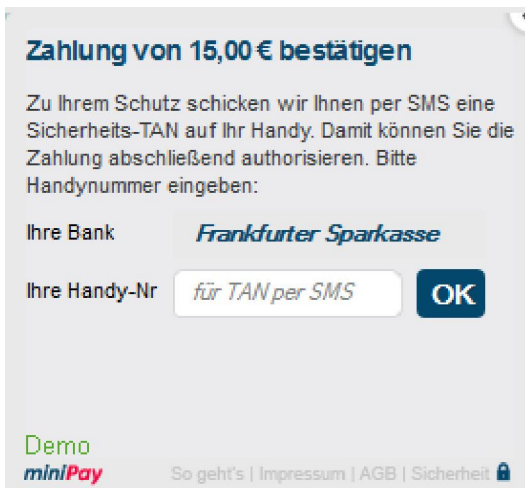 Zahlung von 15,00 € bestätigen
Zu Ihrem Schutz schicken wir Ihnen per SMS eine
Sicherheits-TAN auf Ihr Handy. Damit können Sie die
Zahlung abschließend authorisieren. Bitte
Handynummer eingeben:
Ihre Bank Frankfurter Sparkasse
Ihre Handy-Nr für TAN per SMS OK
Demo
miniPay So geht's | Impressum | AGB | Sicherheit